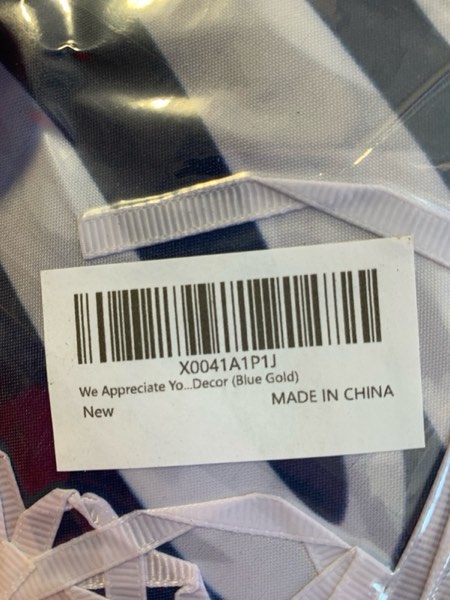 X0041A1P1J
We Appreciate Yo...Decor (Blue Gold)
New
MADE IN CHINA